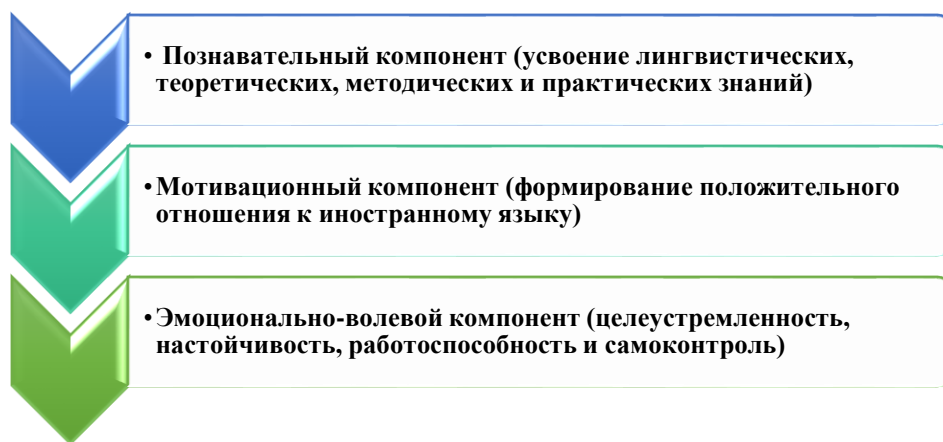 • Познавательный компонент (усвоение лингвистических,
теоретических, методических и практических знаний)
•Мотивационный компонент (формирование положительного
отношения к иностранному языку)
•Эмоционально-волевой компонент (целеустремленность,
настойчивость, работоспособность и самоконтроль)